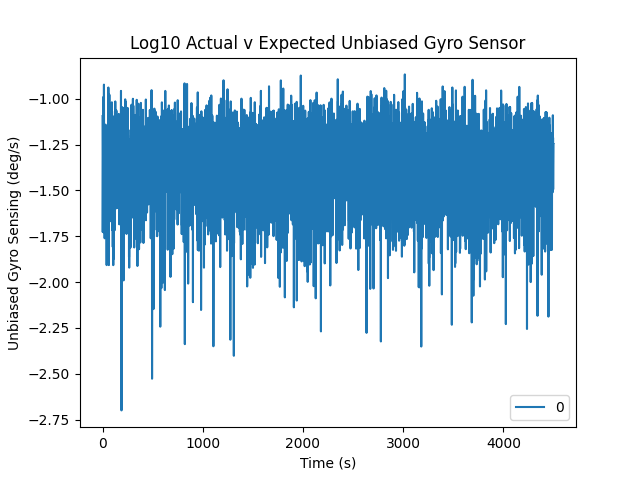 Log10 Actual v Expected Unbiased Gyro Sensor
−1.00
−1.25
−1.50
−1.75
−2.00
−2.25
−2.50
−2.75
Unbiased Gyro Sensing (deg/s)
0
0 1000 2000 3000 4000
Time (s)